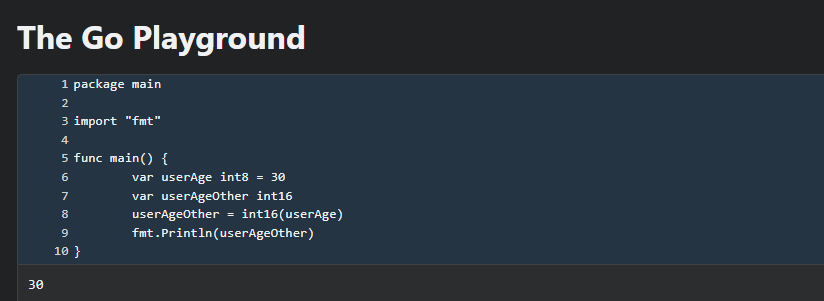 The Go Playground
1 package main
2
3 import "fmt"
4
5 func main() {
6 var userAge int8 = 30
7 var userAgeOther int16
8 userAgeOther = int16(userAge)
9 fmt.Println(userAgeOther)
10 }
30